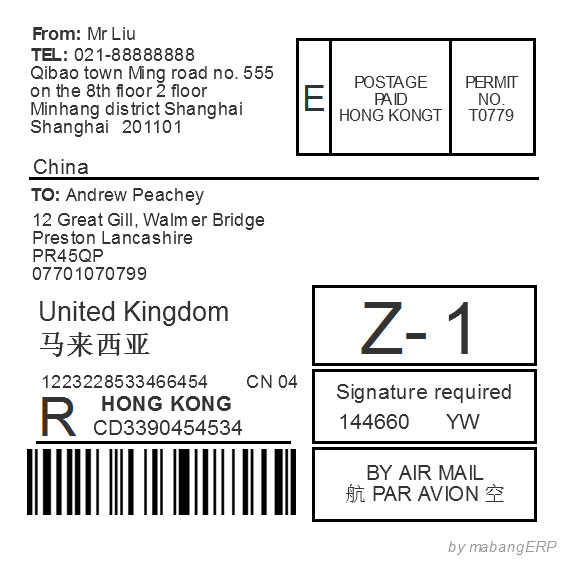 From: Mr Liu
TEL: 021-88888888
Qibao town Ming road no. 555
on the 8th floor 2 floor
Minhang district Shanghai
Shanghai 201101
China
E
POSTAGE
PAID
HONG KONGT
PERMIT
NO.
T0779
TO: Andrew Peachey
12 Great Gill, Walmer Bridge
Preston Lancashire
PR45QP
07701070799
United Kingdom
马来西亚
Z- 1
1223228533466454 CN 04
R HONG KONG
CD3390454534
Signature required
144660 YW
BY AIR MAIL
航 PAR AVION 空
by mabangERP